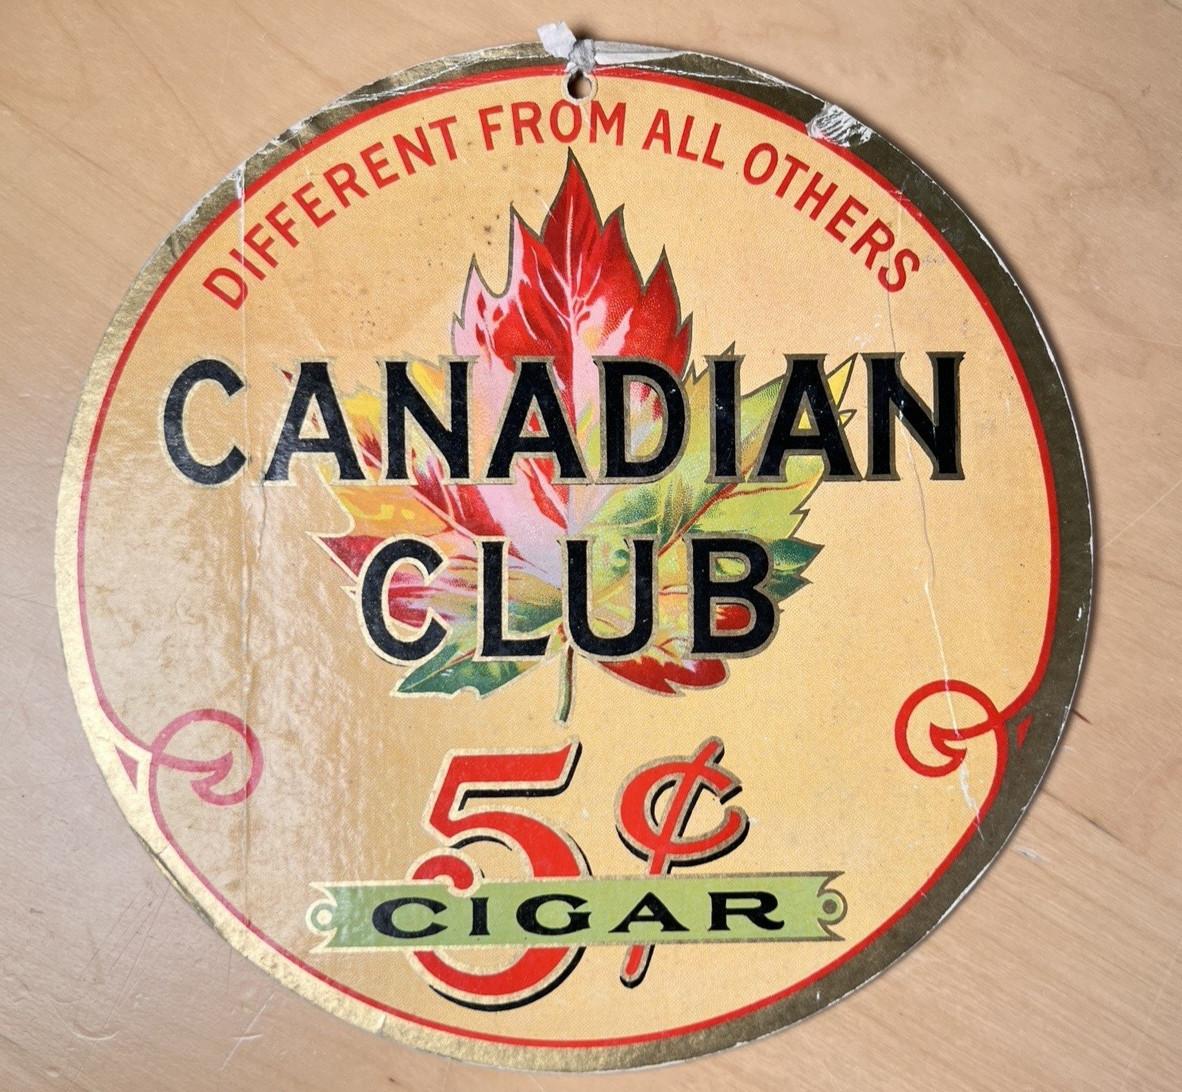 DIFFERENT FROM ALL OTHERS
CANADIAN
CLUB
5¢
CIGAR